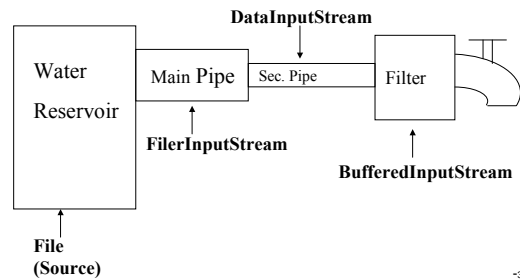 DataInputStream
Water
Reservoir
Main Pipe
Sec. Pipe
Filter
FilerInputStream
BufferedInputStream
File
(Source)